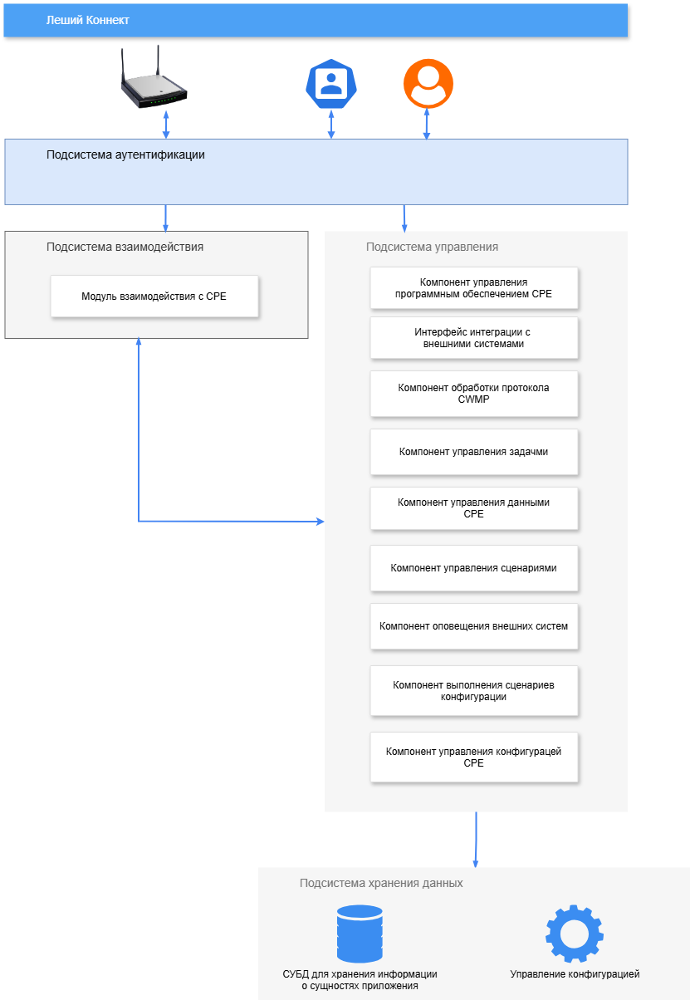 Леший Коннект
Подсистема аутентификации
Подсистема взаимодействия
Модуль взаимодействия с CPE
Подсистема управления
Компонент управления
программным обеспечением CPE
Интерфейс интеграции с
внешними системами
Компонент обработки протокола
CWMP
Компонент управления задачми
Компонент управления данными
CPE
Компонент управления сценариями
Компонент оповещения внешних систем
Компонент выполнения сценариев
конфигурации
Компонент управления конфигурацей
CPE
Подсистема хранения данных
СУБД для хранения информации
о сущностях приложения
Управление конфигурацией